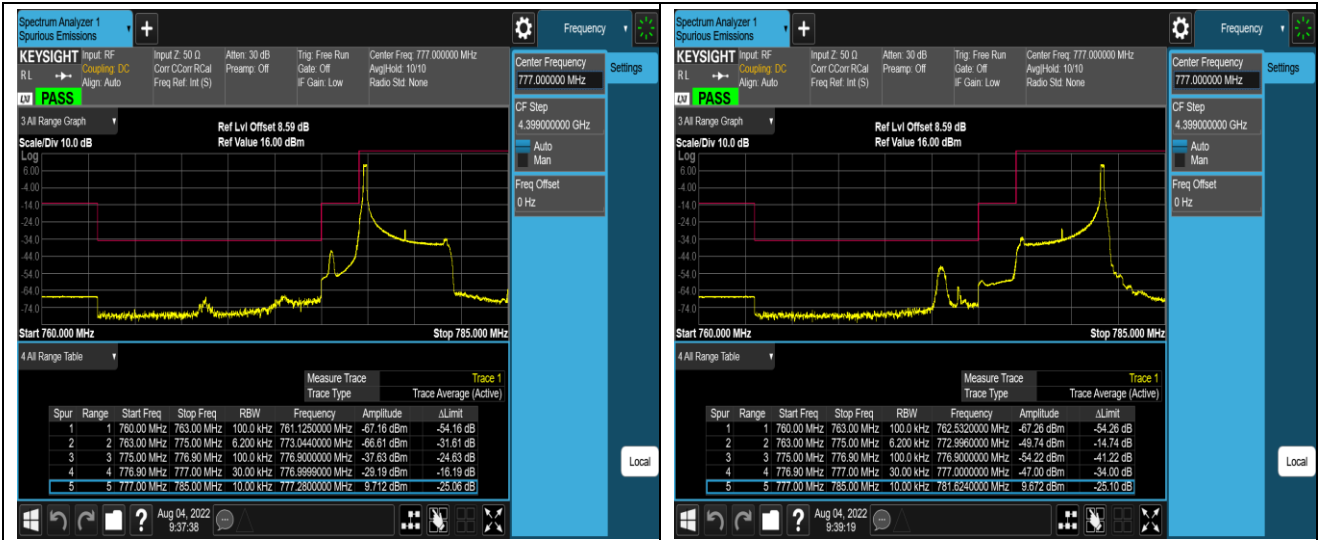 Spectrum Analyzer 1
Spurious Emissions
+
Frequency
KEYSIGHT Input: RF Input Z: 50 Ω Atten: 30 dB Trig: Free Run Center Freq: 777.000000 MHz
Coupling: DC Corr CCorr RCal Preamp: Off Gate: Off Avg|Hold: 10/10
RL Align: Auto Freq Ref: Int (S) IF Gain: Low Radio Std: None
LXI PASS
Center Frequency
777.000000 MHz
Settings
CF Step
4.399000000 GHz
Auto
Man
Freq Offset
0 Hz
3 All Range Graph
Ref Lvl Offset 8.59 dB
Scale/Div 10.0 dB Ref Value 16.00 dBm
Log
6.00
-4.00
-14.0
-24.0
-34.0
-44.0
-54.0
-64.0
-74.0
Start 760.000 MHz Stop 785.000 MHz
4 All Range Table
Measure Trace Trace 1
Trace Type Trace Average (Active)
Spur Range Start Freq Stop Freq RBW Frequency Amplitude ΔLimit
1 1 760.00 MHz 763.00 MHz 100.0 kHz 761.1250000 MHz -67.16 dBm -54.16 dB
2 2 763.00 MHz 775.00 MHz 6.200 kHz 773.0440000 MHz -66.61 dBm -31.61 dB
3 3 775.00 MHz 776.90 MHz 100.0 kHz 776.9000000 MHz -37.63 dBm -24.63 dB
4 4 776.90 MHz 777.00 MHz 30.00 kHz 776.9999000 MHz -29.19 dBm -16.19 dB
5 5 777.00 MHz 785.00 MHz 10.00 kHz 777.2800000 MHz 9.712 dBm -25.06 dB
Local
? Aug 04, 2022
9:37:38
Spectrum Analyzer 1
Spurious Emissions
+
Frequency
KEYSIGHT Input: RF Input Z: 50 Ω Atten: 30 dB Trig: Free Run Center Freq: 777.000000 MHz
Coupling: DC Corr CCorr RCal Preamp: Off Gate: Off Avg|Hold: 10/10
RL Align: Auto Freq Ref: Int (S) IF Gain: Low Radio Std: None
LXI PASS
Center Frequency
777.000000 MHz
Settings
CF Step
4.399000000 GHz
Auto
Man
Freq Offset
0 Hz
3 All Range Graph
Ref Lvl Offset 8.59 dB
Scale/Div 10.0 dB Ref Value 16.00 dBm
Log
6.00
-4.00
-14.0
-24.0
-34.0
-44.0
-54.0
-64.0
-74.0
Start 760.000 MHz Stop 785.000 MHz
4 All Range Table
Measure Trace Trace 1
Trace Type Trace Average (Active)
Spur Range Start Freq Stop Freq RBW Frequency Amplitude ΔLimit
1 1 760.00 MHz 763.00 MHz 100.0 kHz 762.5320000 MHz -67.26 dBm -54.26 dB
2 2 763.00 MHz 775.00 MHz 6.200 kHz 772.9960000 MHz -49.74 dBm -14.74 dB
3 3 775.00 MHz 776.90 MHz 100.0 kHz 776.9000000 MHz -54.22 dBm -41.22 dB
4 4 776.90 MHz 777.00 MHz 30.00 kHz 777.0000000 MHz -47.00 dBm -34.00 dB
5 5 777.00 MHz 785.00 MHz 10.00 kHz 781.6240000 MHz 9.672 dBm -25.10 dB
Local
? Aug 04, 2022
9:39:19